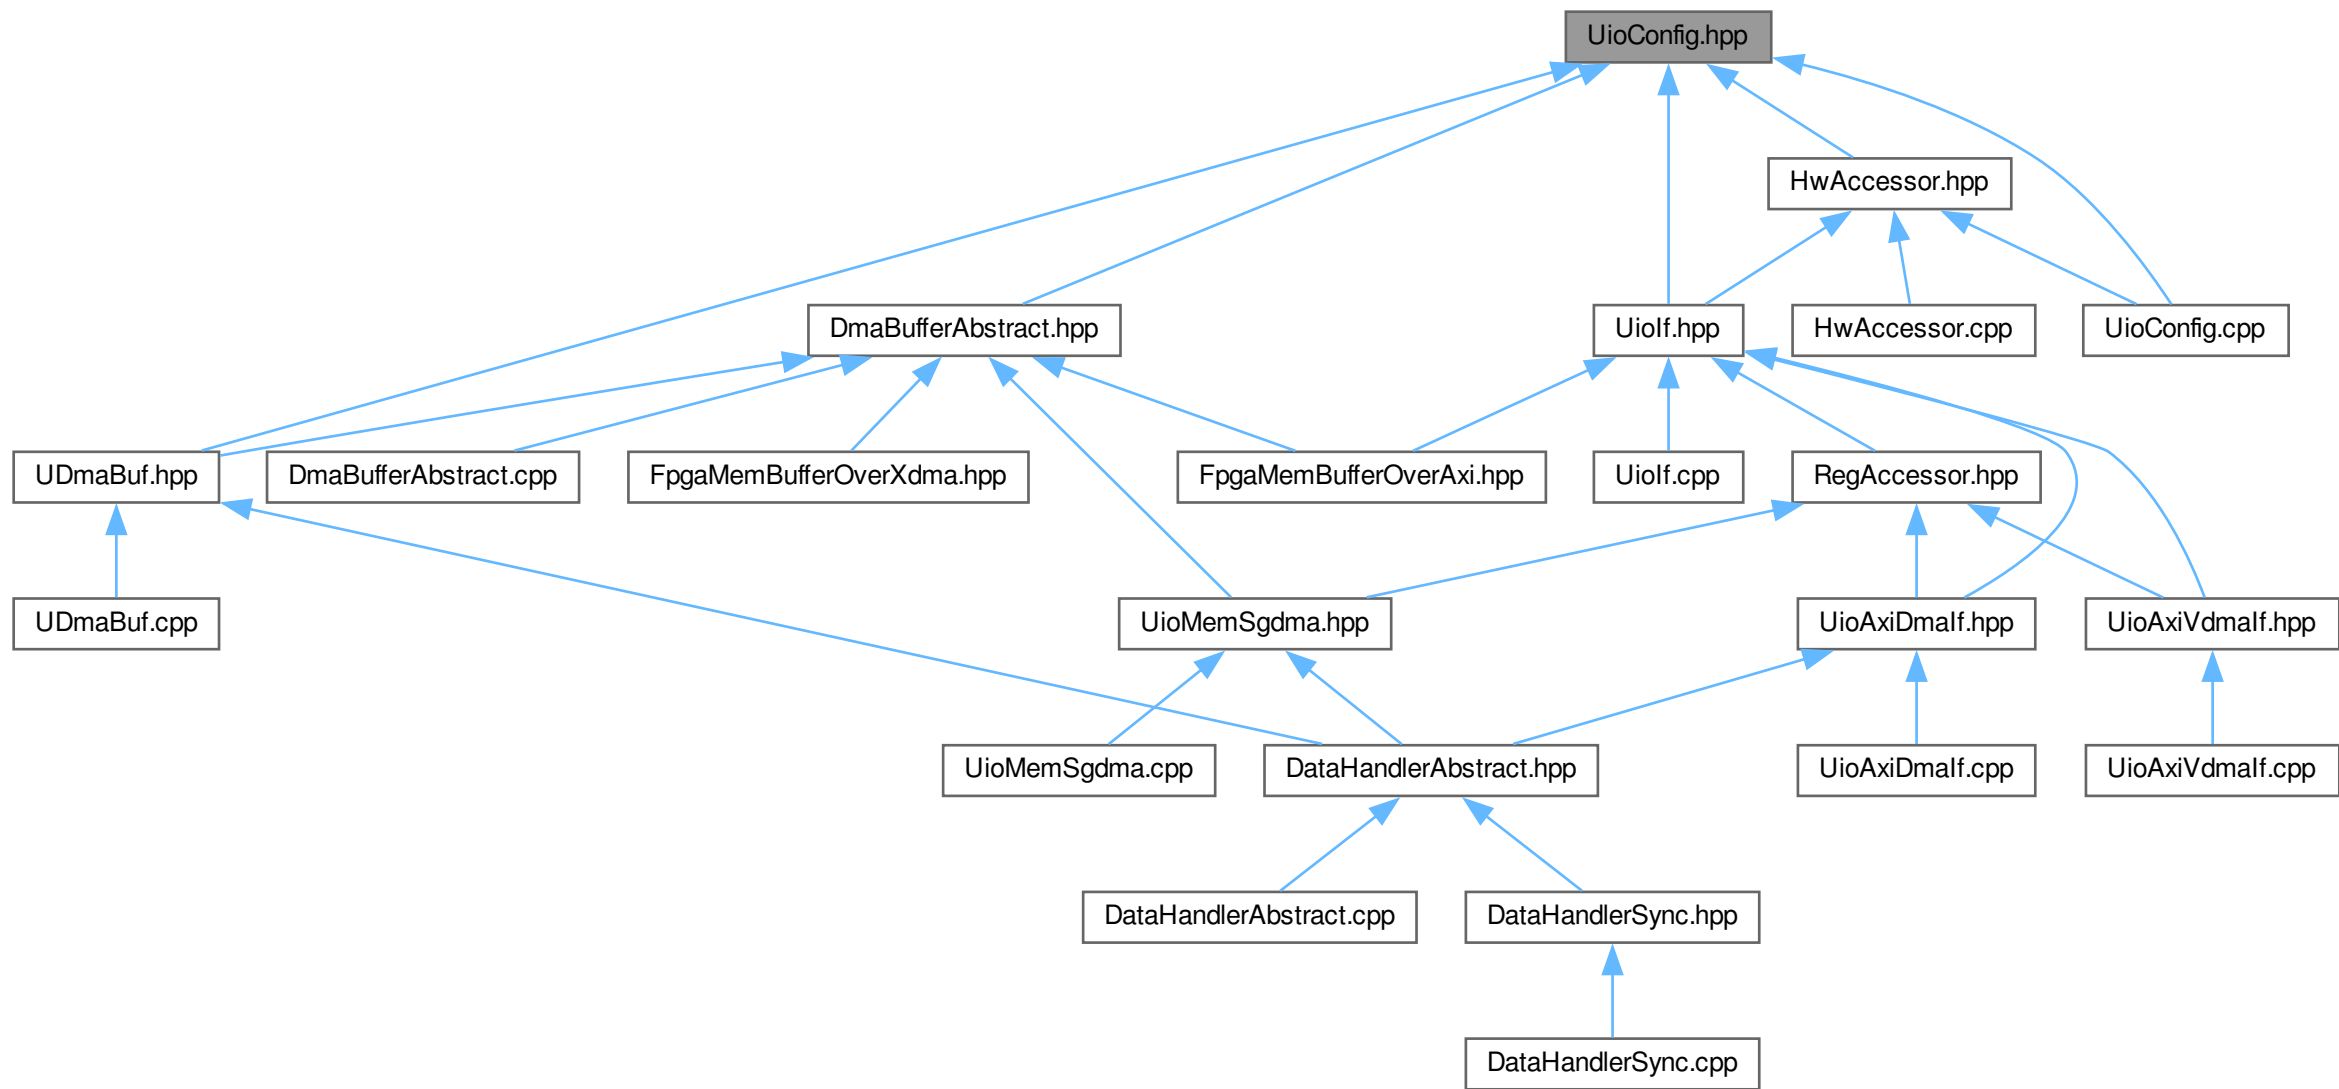 UioConfig.hpp
HwAccessor.hpp
DmaBufferAbstract.hpp
UioIf.hpp
HwAccessor.cpp
UioConfig.cpp
UDmaBuf.hpp
DmaBufferAbstract.cpp
FpgaMemBufferOverXdma.hpp
FpgaMemBufferOverAxi.hpp
UioIf.cpp
RegAccessor.hpp
UDmaBuf.cpp
UioMemSgdma.hpp
UioAxiDmaIf.hpp
UioAxiVdmaIf.hpp
UioMemSgdma.cpp
DataHandlerAbstract.hpp
UioAxiDmaIf.cpp
UioAxiVdmaIf.cpp
DataHandlerAbstract.cpp
DataHandlerSync.hpp
DataHandlerSync.cpp